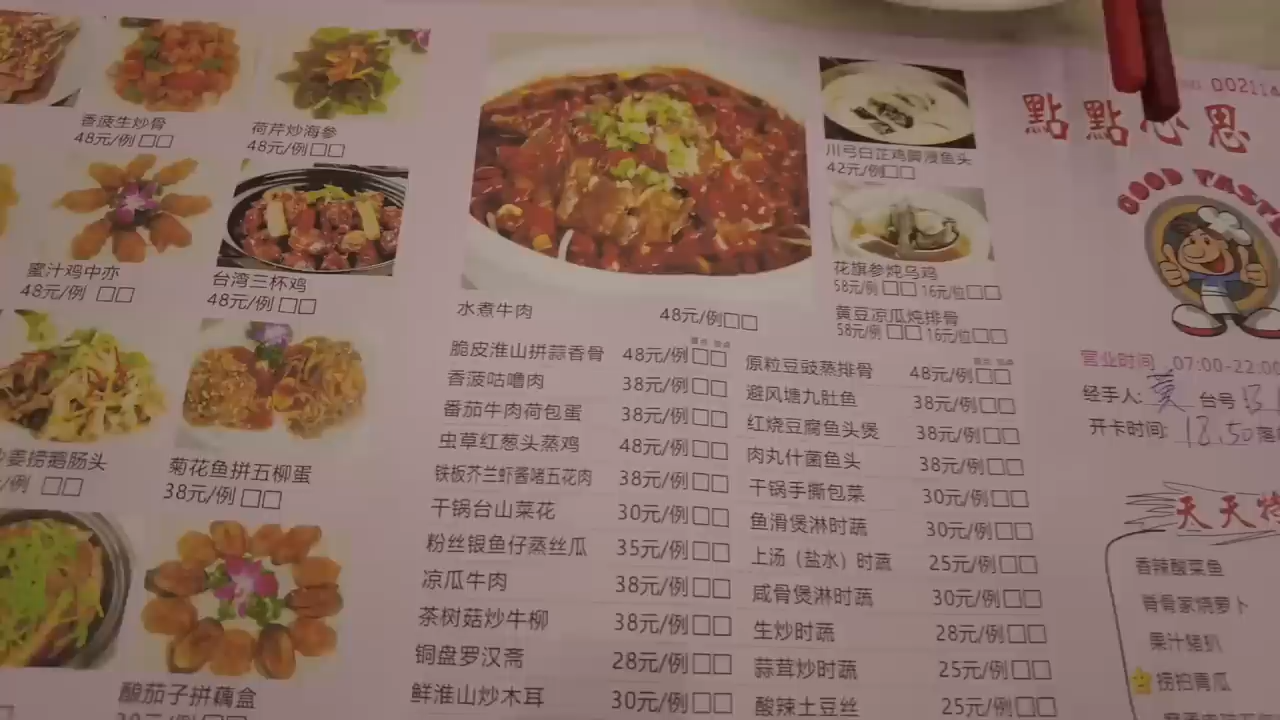 香菠生炒骨
48元/例 □□
荷芹炒海参
48元/例 □□
蜜汁鸡中亦
48元/例 □□
台湾三杯鸡
48元/例 □□
姜捞鹅肠头
/例 □□
菊花鱼拼五柳蛋
38元/例 □□
酿茄子拼藕盒
水煮牛肉 48元/例□□
脆皮淮山拼蒜香骨 48元/例□□
香菠咕噜肉 38元/例□□
番茄牛肉荷包蛋 38元/例□□
虫草红葱头蒸鸡 48元/例□□
铁板芥兰虾酱啫五花肉 38元/例□□
干锅台山菜花 30元/例□□
粉丝银鱼仔蒸丝瓜 35元/例□□
凉瓜牛肉 38元/例□□
茶树菇炒牛柳 38元/例□□
铜盘罗汉斋 28元/例□□
鲜淮山炒木耳 30元/例□□
川弓白芷鸡脚浸鱼头
42元/例□□
花旗参炖乌鸡
58元/例 □□ 16元/位□□
黄豆凉瓜炖排骨
58元/例 □□ 16元/位□□
原粒豆豉蒸排骨 48元/例□□
避风塘九肚鱼 38元/例□□
红烧豆腐鱼头煲 38元/例□□
肉丸什菌鱼头 38元/例□□
干锅手撕包菜 30元/例□□
鱼滑煲淋时蔬 30元/例□□
上汤（盐水）时蔬 25元/例□□
咸骨煲淋时蔬 30元/例□□
生炒时蔬 28元/例□□
蒜茸炒时蔬 25元/例□□
酸辣土豆丝 25元/例□□
002114
點點心思
GOOD TAST
营业时间 07:00-22:00
经手人: 台号
开卡时间: 18.50
天天特
香辣酸菜鱼
脊骨家烧萝卜
果汁猪扒
捞拍青瓜